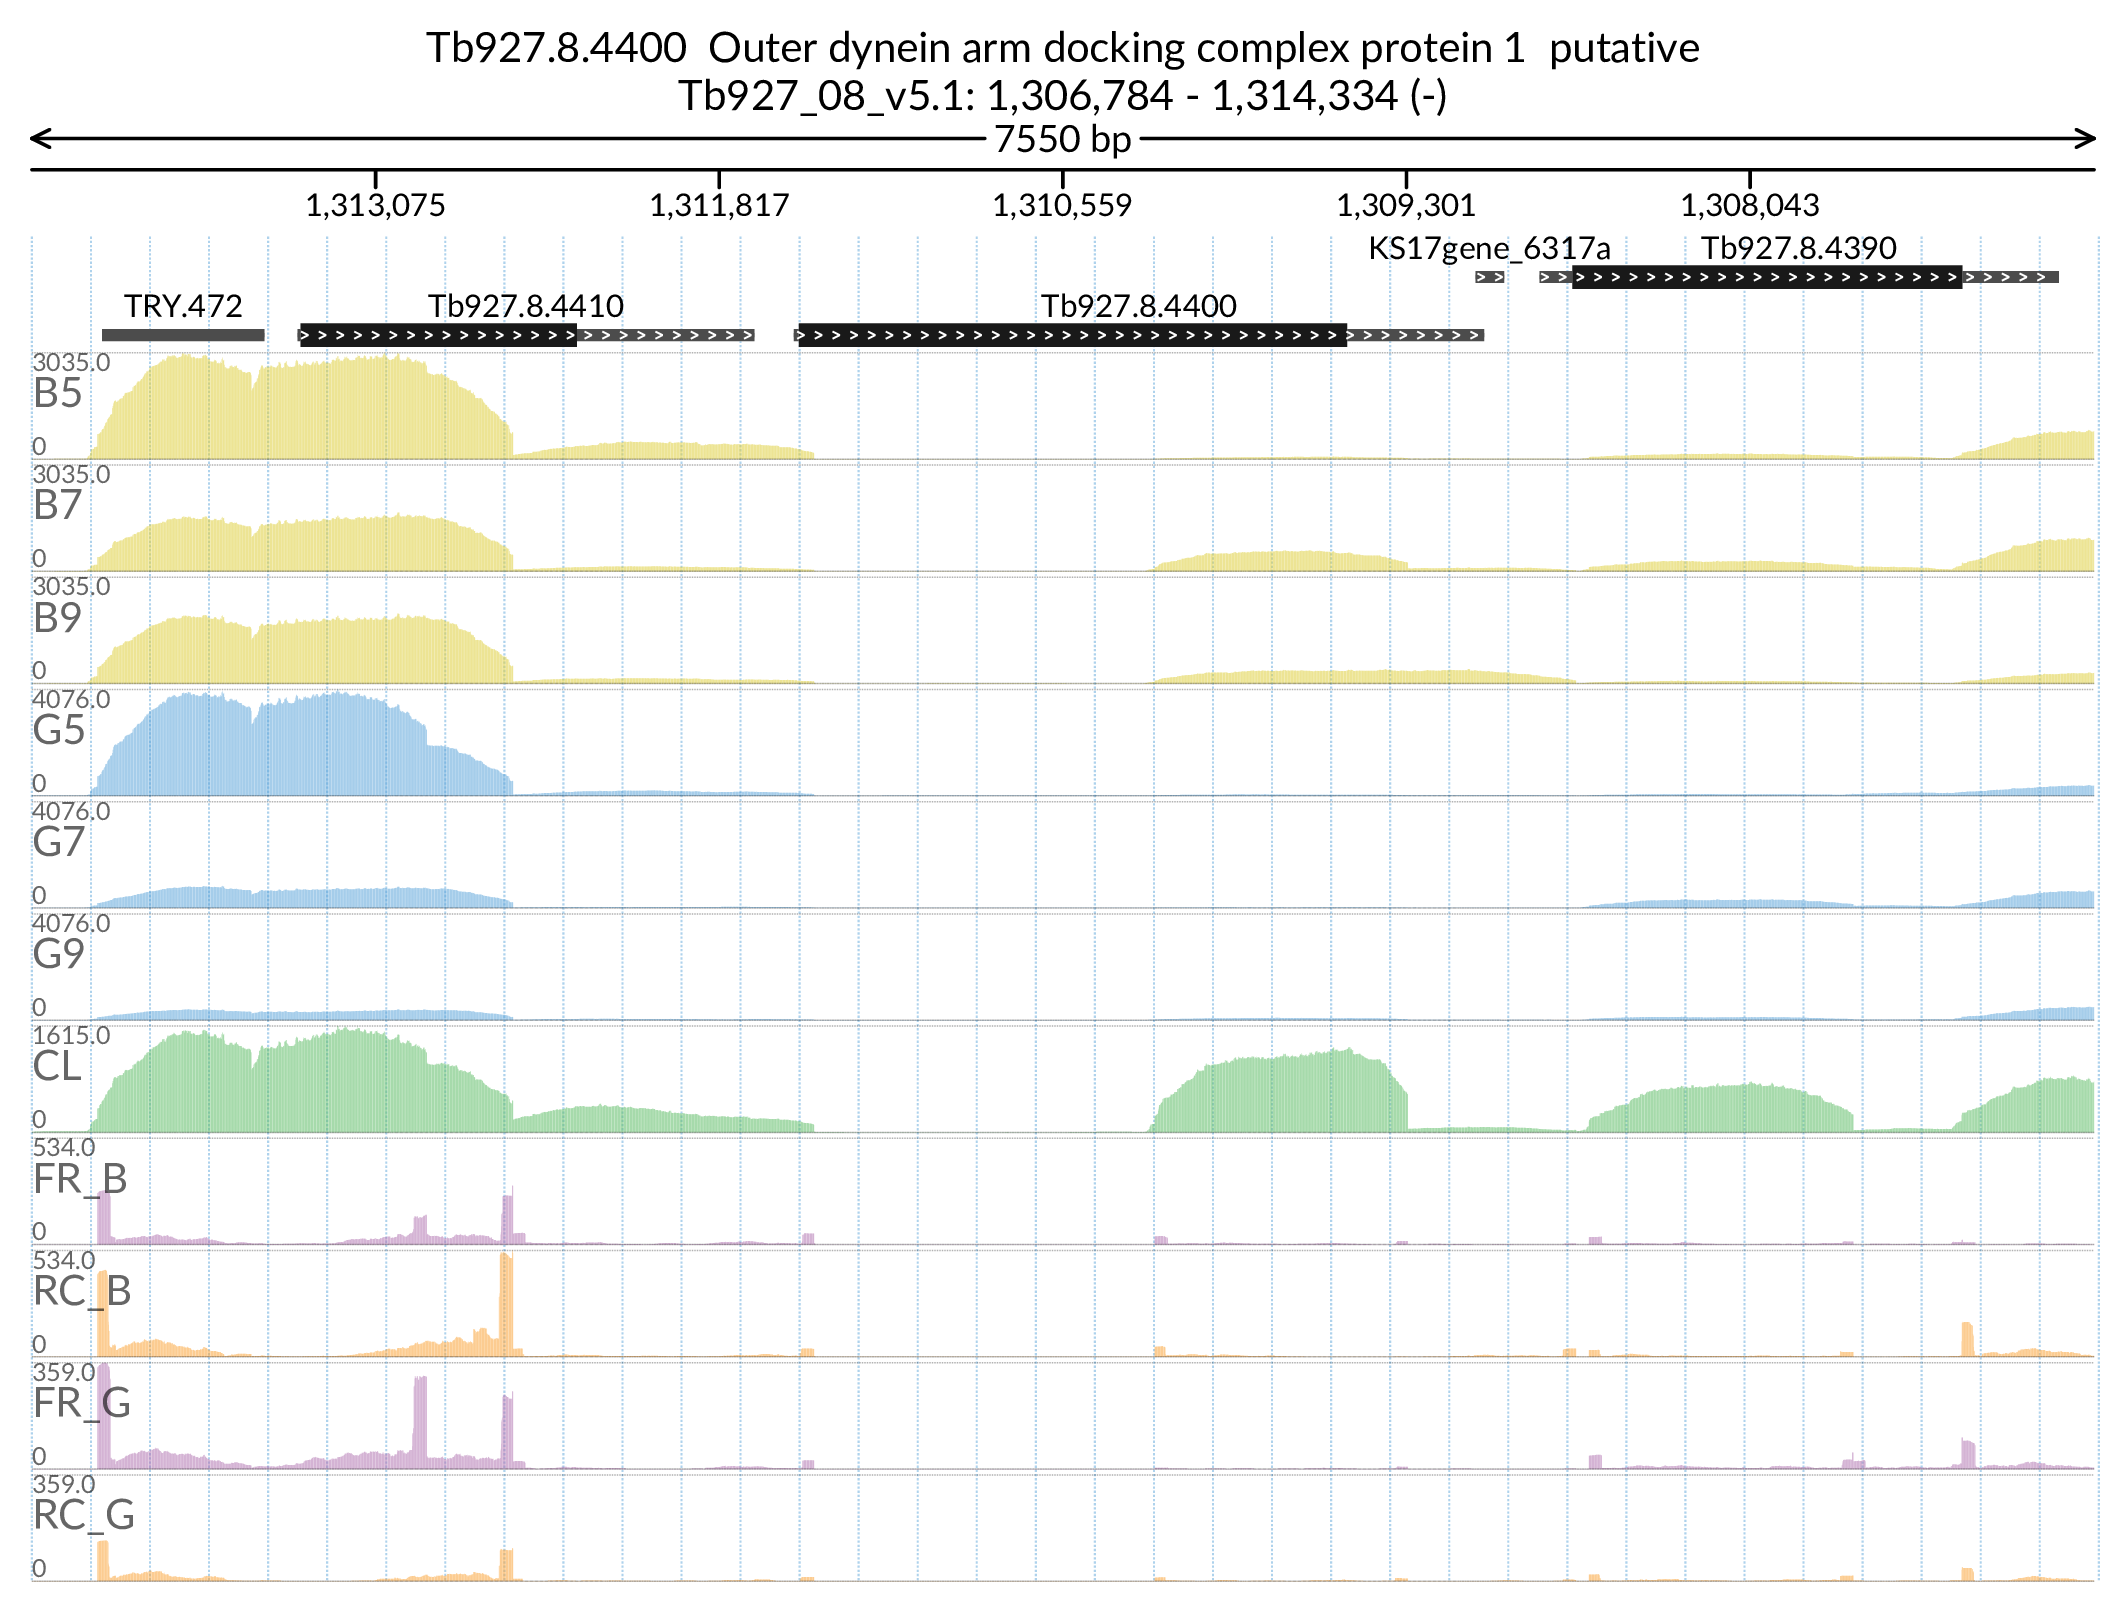 Tb927.8.4400  Outer dynein arm docking complex protein 1  putative
Tb927_08_v5.1: 1,306,784 - 1,314,334 (-)
7550 bp
1,313,075 1,311,817 1,310,559 1,309,301 1,308,043
KS17gene_6317a Tb927.8.4390
TRY.472 Tb927.8.4410 Tb927.8.4400
3035.0
B5
0
3035.0
B7
0
3035.0
B9
0
4076.0
G5
0
4076.0
G7
0
4076.0
G9
0
1615.0
CL
0
534.0
FR_B
0
534.0
RC_B
0
359.0
FR_G
0
359.0
RC_G
0